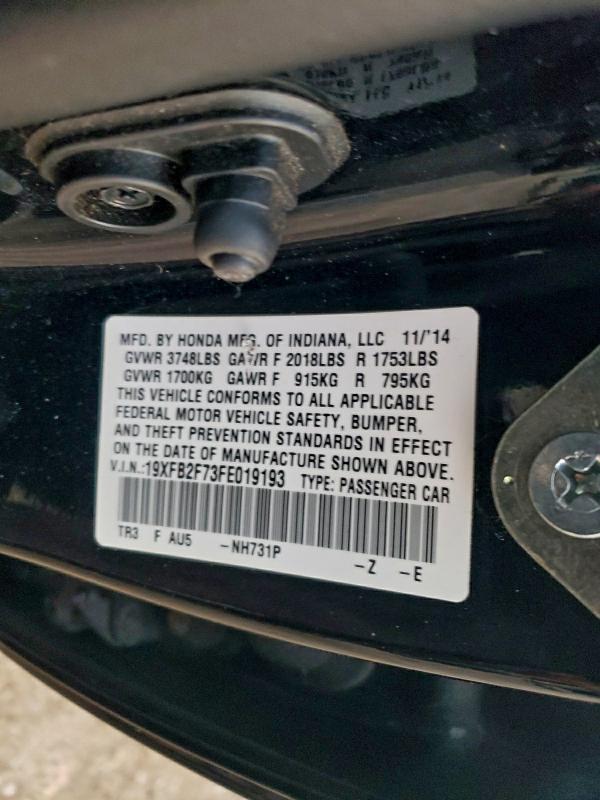 MFD. BY HONDA MFG. OF INDIANA, LLC 11/'14
GVWR 3748LBS GAWR F 2018LBS R 1753LBS
GVWR 1700KG GAWR F 915KG R 795KG
THIS VEHICLE CONFORMS TO ALL APPLICABLE
FEDERAL MOTOR VEHICLE SAFETY, BUMPER,
AND THEFT PREVENTION STANDARDS IN EFFECT
ON THE DATE OF MANUFACTURE SHOWN ABOVE.
V.I.N.:19XFB2F73FE019193 TYPE: PASSENGER CAR
TR3 F AU5 -NH731P -Z -E